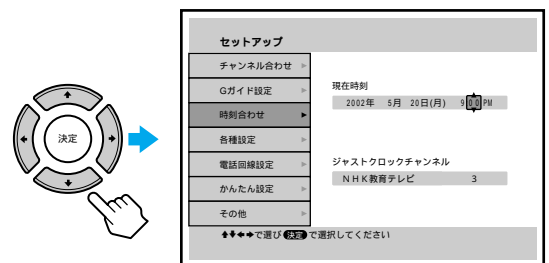 決定
セットアップ
チャンネル合わせ
Gガイド設定
時刻合わせ
各種設定
電話回線設定
かんたん設定
その他
現在時刻
2002年 5月 20日(月) 9:00 PM
ジャストクロックチャンネル
NHK教育テレビ 3
で選び 決定 で選択してください